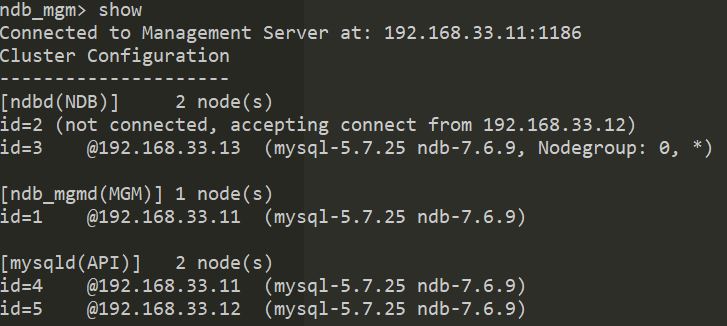 ndb_mgm> show
Connected to Management Server at: 192.168.33.11:1186
Cluster Configuration
---------------------
[ndbd(NDB)]     2 node(s)
id=2 (not connected, accepting connect from 192.168.33.12)
id=3    @192.168.33.13  (mysql-5.7.25 ndb-7.6.9, Nodegroup: 0, *)

[ndb_mgmd(MGM)] 1 node(s)
id=1    @192.168.33.11  (mysql-5.7.25 ndb-7.6.9)

[mysqld(API)]   2 node(s)
id=4    @192.168.33.11  (mysql-5.7.25 ndb-7.6.9)
id=5    @192.168.33.12  (mysql-5.7.25 ndb-7.6.9)